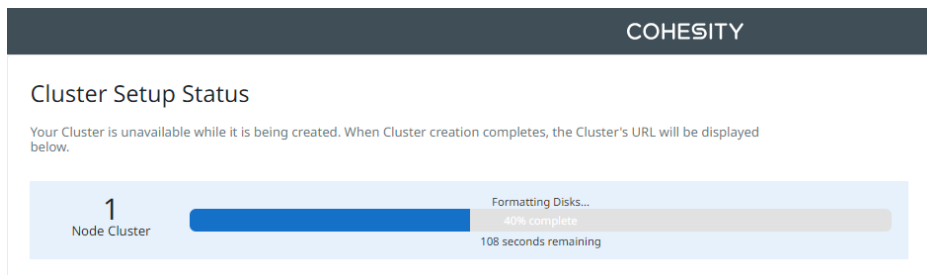 COHESITY
Cluster Setup Status
Your Cluster is unavailable while it is being created. When Cluster creation completes, the Cluster's URL will be displayed
below.
1
Node Cluster
Formatting Disks...
40% complete
108 seconds remaining